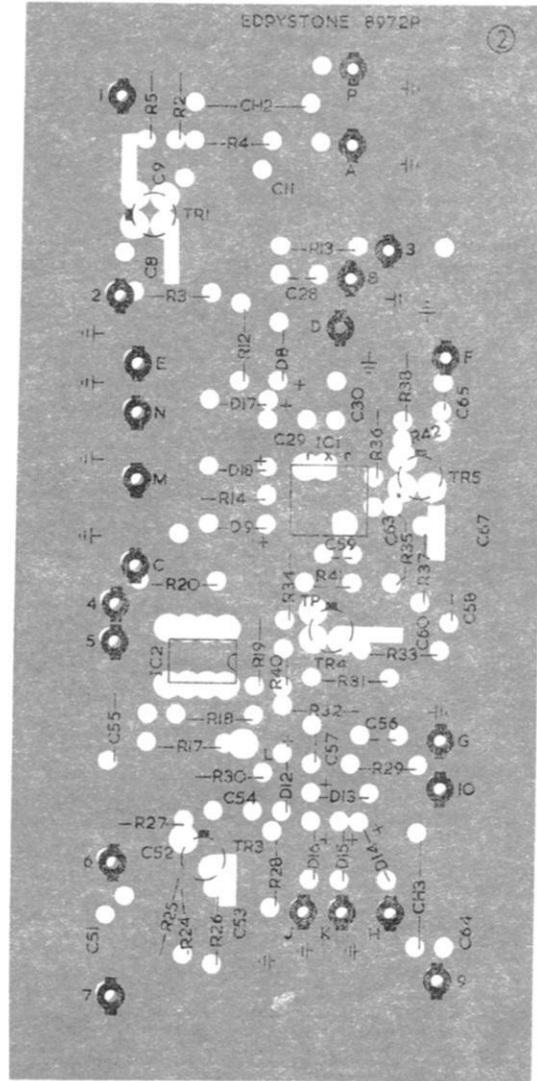 EDDYSTONE 8972P
2
1
R5
R2
CH2
P
R4
A
C9
C11
TR1
C8
R13
3
C28
B
2
R3
D
R12
D8
E
F
N
D17
C30
R38
C65
C29
IC1
R36
R42
M
D18
R14
TR5
D9
C63
C67
C59
R35
C
R20
R34
R41
R37
4
TP
C60
C58
5
IC2
R19
TR4
R33
R40
R31
C55
R18
R32
C56
G
R17
C57
R30
D12
R29
10
D13
C54
R27
6
C52
TR3
R28
D16
D15
D14
CH3
L
K
H
R25
R24
R26
C53
C51
C64
7
9